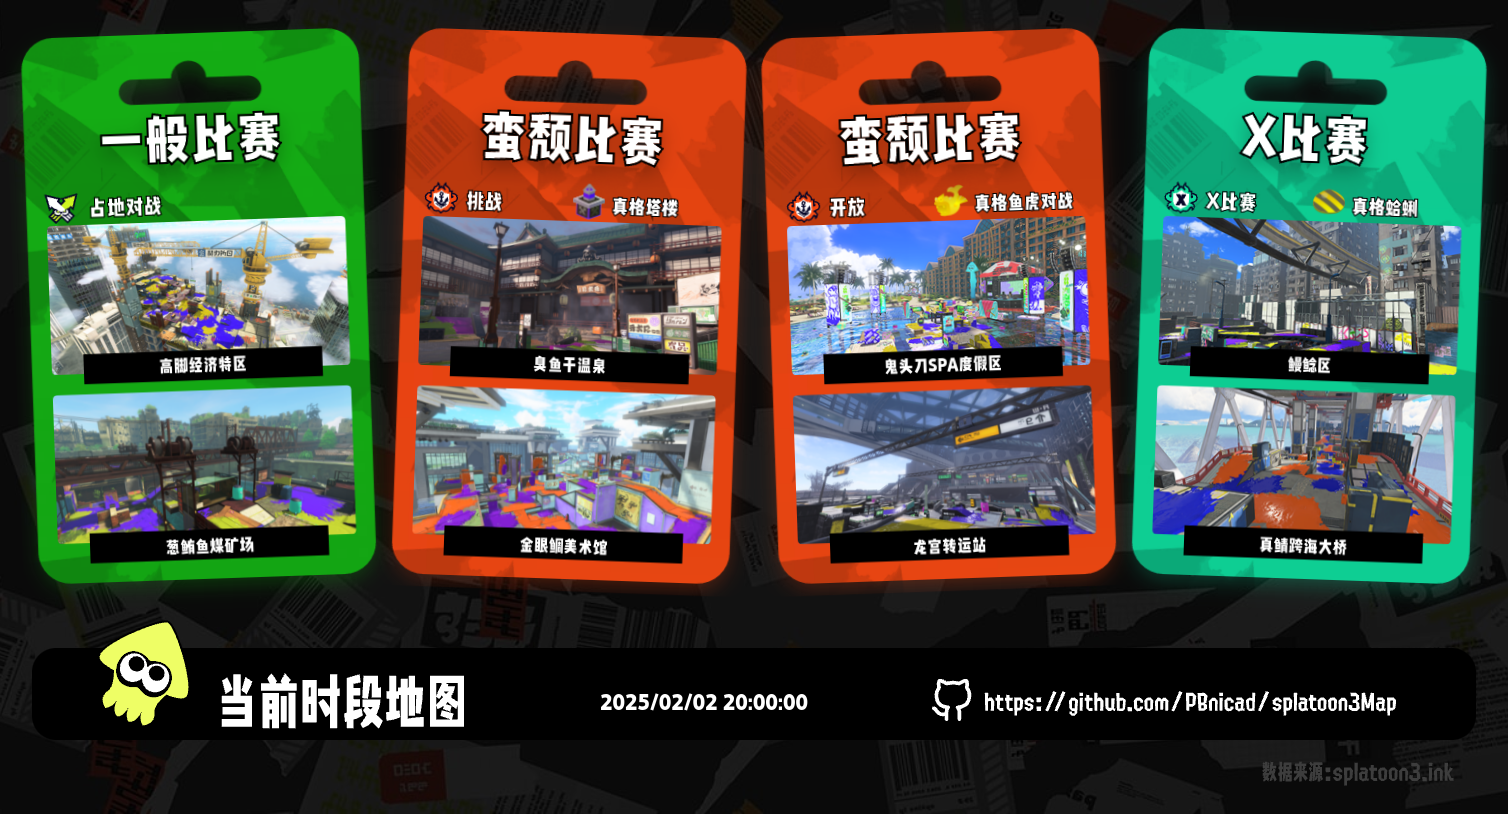 一般比赛
占地对战
高脚经济特区
葱鲔鱼煤矿场
蛮颓比赛
挑战
真格塔楼
臭鱼干温泉
金眼鲷美术馆
蛮颓比赛
开放
真格鱼虎对战
鬼头刀SPA度假区
龙宫转运站
X比赛
X比赛
真格蛤蜊
鳗鲶区
真鲭跨海大桥
当前时段地图
2025/02/02 20:00:00
https://github.com/PBnicad/splatoon3Map
数据来源:splatoon3.ink